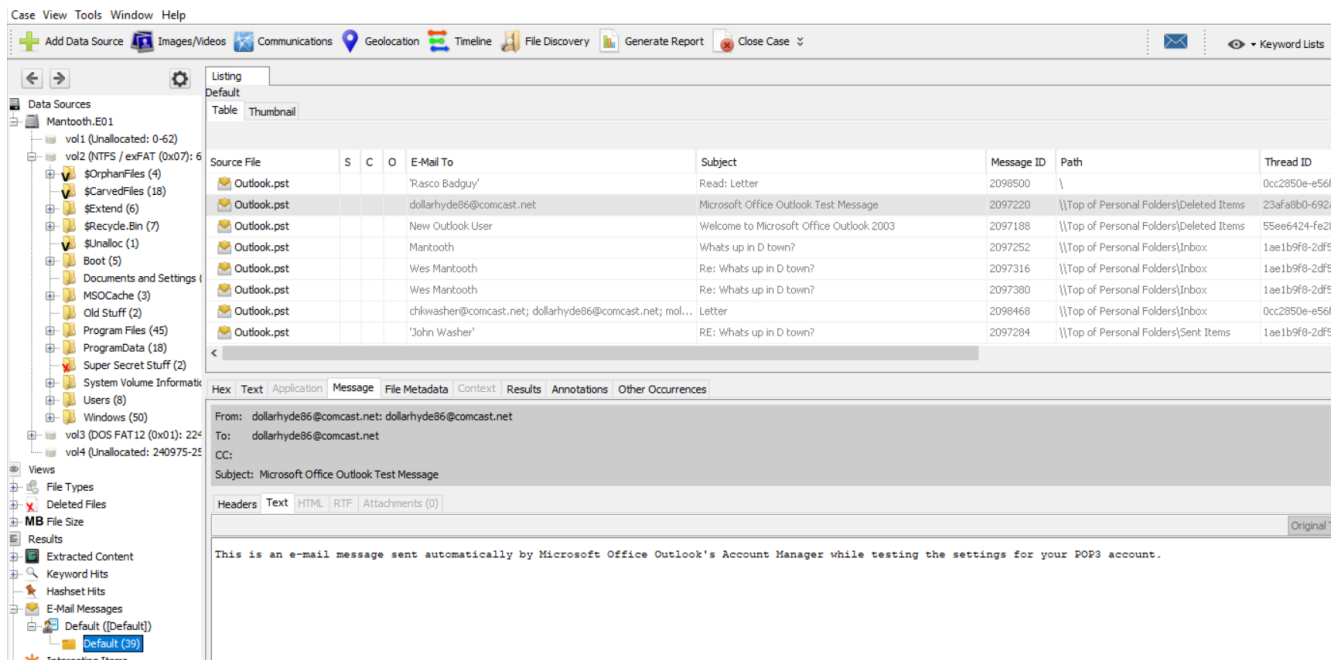 Case View Tools Window Help
Add Data Source Images/Videos Communications Geolocation Timeline File Discovery Generate Report Close Case Keyword Lists
Listing
Default
Table Thumbnail
Data Sources
Mantooth.E01
vol1 (Unallocated: 0-62)
vol2 (NTFS / exFAT (0x07): 6
$OrphanFiles (4)
$CarvedFiles (18)
$Extend (6)
$Recycle.Bin (7)
$Unalloc (1)
Boot (5)
Documents and Settings (
MSOCache (3)
Old Stuff (2)
Program Files (45)
ProgramData (18)
Super Secret Stuff (2)
System Volume Informatic
Users (8)
Windows (50)
vol3 (DOS FAT12 (0x01): 224
vol4 (Unallocated: 240975-25
Views
File Types
Deleted Files
MB File Size
Results
Extracted Content
Keyword Hits
Hashset Hits
E-Mail Messages
Default ([Default])
Default (39)
Interesting Items
Source File S C O E-Mail To Subject Message ID Path Thread ID
Outlook.pst 'Rasco Badguy' Read: Letter 2098500 \ 0cc2850e-e56f
Outlook.pst dollarhyde86@comcast.net Microsoft Office Outlook Test Message 2097220 \\Top of Personal Folders\Deleted Items 23afa8b0-692a
Outlook.pst New Outlook User Welcome to Microsoft Office Outlook 2003 2097188 \\Top of Personal Folders\Deleted Items 55ee6424-fe28
Outlook.pst Mantooth Whats up in D town? 2097252 \\Top of Personal Folders\Inbox 1ae1b9f8-2df5
Outlook.pst Wes Mantooth Re: Whats up in D town? 2097316 \\Top of Personal Folders\Inbox 1ae1b9f8-2df5
Outlook.pst Wes Mantooth Re: Whats up in D town? 2097380 \\Top of Personal Folders\Inbox 1ae1b9f8-2df5
Outlook.pst chkwasher@comcast.net; dollarhyde86@comcast.net; mol... Letter 2098468 \\Top of Personal Folders\Inbox 0cc2850e-e56f
Outlook.pst 'John Washer' RE: Whats up in D town? 2097284 \\Top of Personal Folders\Sent Items 1ae1b9f8-2df5
Hex Text Application Message File Metadata Context Results Annotations Other Occurrences
From: dollarhyde86@comcast.net: dollarhyde86@comcast.net
To: dollarhyde86@comcast.net
CC:
Subject: Microsoft Office Outlook Test Message
Headers Text HTML RTF Attachments (0)
Original T
This is an e-mail message sent automatically by Microsoft Office Outlook's Account Manager while testing the settings for your POP3 account.